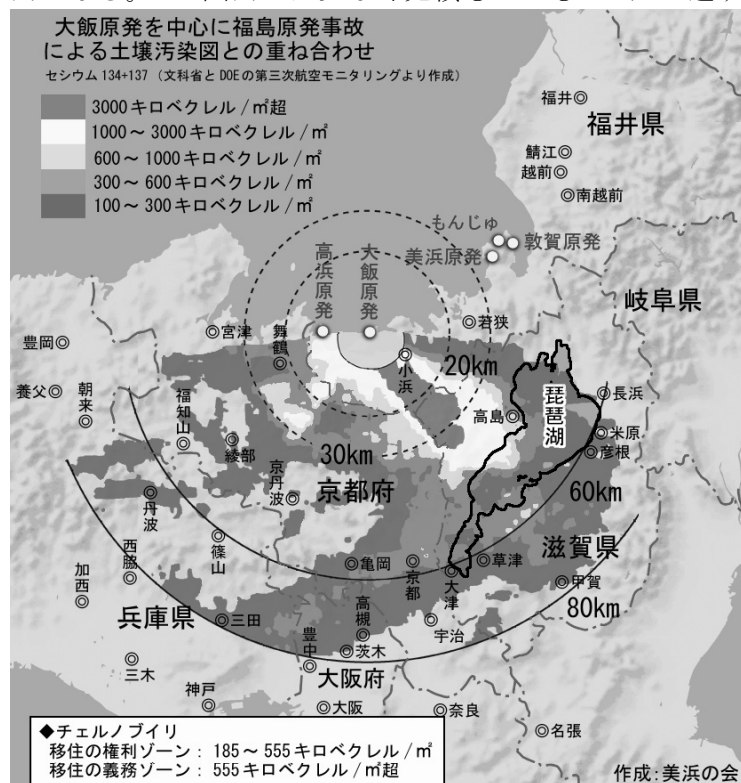 大飯原発を中心に福島原発事故
による土壌汚染図との重ね合わせ
セシウム134+137 （文科省とDOEの第三次航空モニタリングより作成）
3000キロベクレル/㎡超
1000～3000キロベクレル/㎡
600～1000キロベクレル/㎡
300～600キロベクレル/㎡
100～300キロベクレル/㎡
福井◎
福井県
鯖江◎
越前◎
◎南越前
もんじゅ
敦賀原発
美浜原発
高浜原発
大飯原発
岐阜県
豊岡◎
◎宮津
舞鶴
◎若狭
小浜
20km
養父◎
朝来
福知山
高島◎
琵琶湖
◎長浜
◎米原
◎彦根
綾部
30km
京丹波
京都府
60km
丹波
篠山
◎亀岡
京都
◎草津
滋賀県
加西
西脇
大津
◎甲賀
80km
兵庫県
◎三田
高槻
宇治
豊中
◎茨木
◎三木
大阪府
神戸
◎大阪
◎奈良
◎名張
◆チェルノブイリ
移住の権利ゾーン： 185～555キロベクレル/㎡
移住の義務ゾーン： 555キロベクレル/㎡超
作成:美浜の会